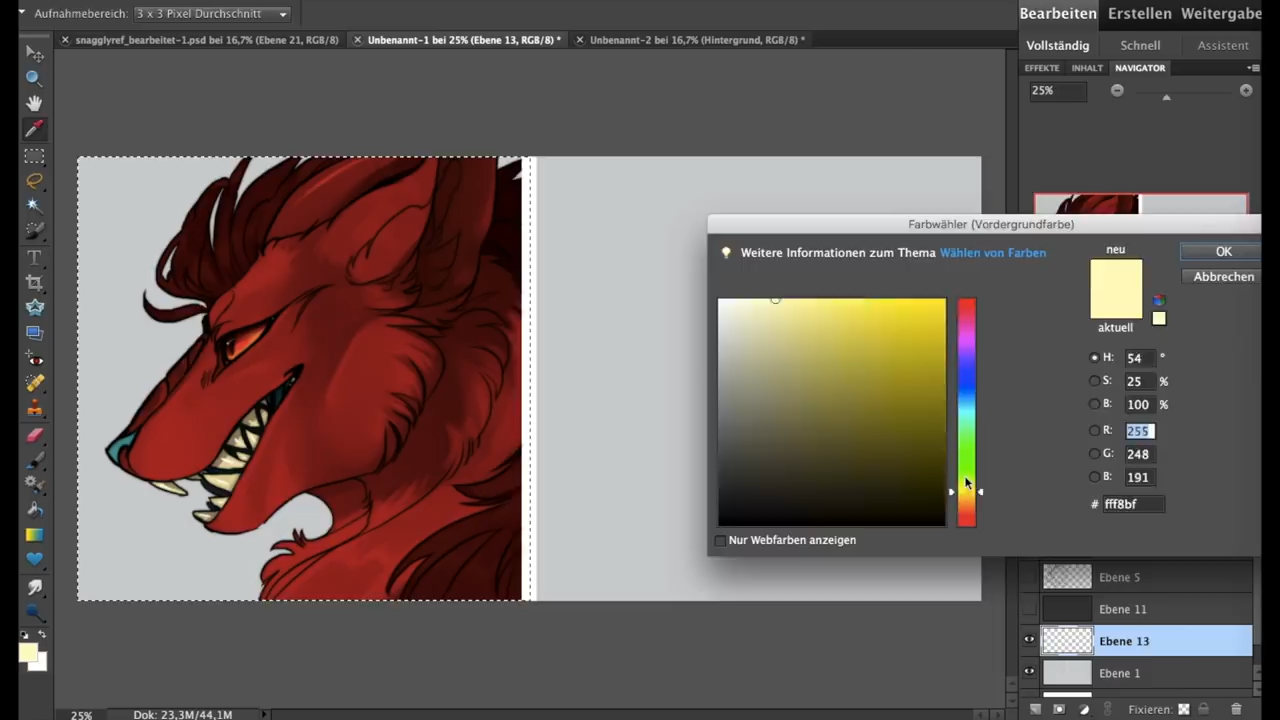 Aufnahmebereich: 3 x 3 Pixel Durchschnitt
Bearbeiten Erstellen Weitergabe
snagglyref_bearbeitet-1.psd bei 16,7% (Ebene 21, RGB/8)
Unbenannt-1 bei 25% (Ebene 13, RGB/8) *
Unbenannt-2 bei 16,7% (Hintergrund, RGB/8) *
Vollständig Schnell Assistent
EFFEKTE INHALT NAVIGATOR
25%
Farbwähler (Vordergrundfarbe)
Weitere Informationen zum Thema Wählen von Farben
neu
OK
Abbrechen
aktuell
H: 54 °
S: 25 %
B: 100 %
R: 255
G: 248
B: 191
# fff8bf
Nur Webfarben anzeigen
Ebene 5
Ebene 11
Ebene 13
Ebene 1
Fixieren:
25% Dok: 23,3M/44,1M